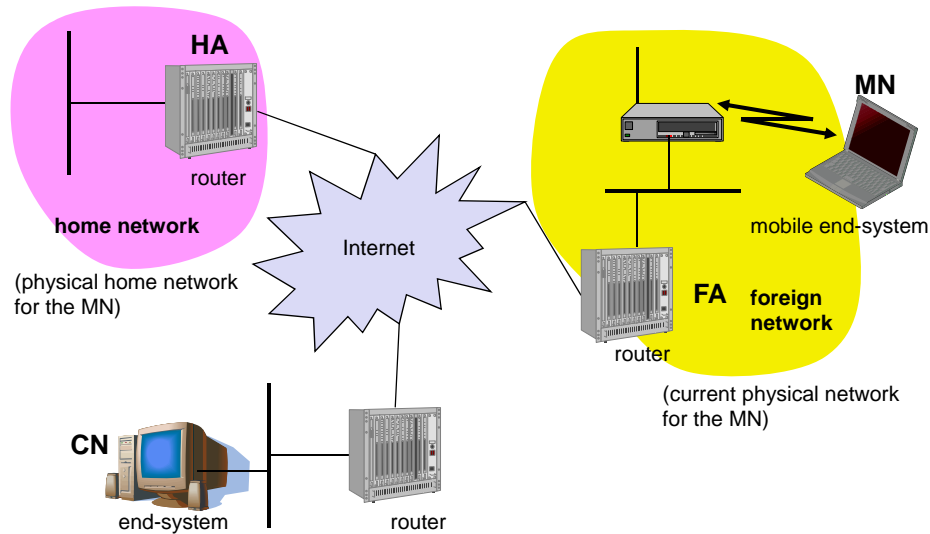 HA
router
home network
(physical home network
for the MN)
Internet
MN
mobile end-system
FA
foreign
network
router
(current physical network
for the MN)
CN
end-system
router